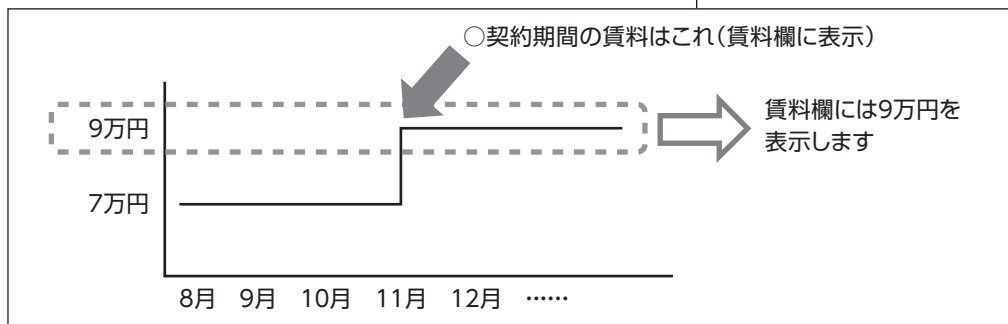 ○契約期間の賃料はこれ（賃料欄に表示）
賃料欄には9万円を
表示します
9万円
7万円
8月 9月 10月 11月 12月 ……